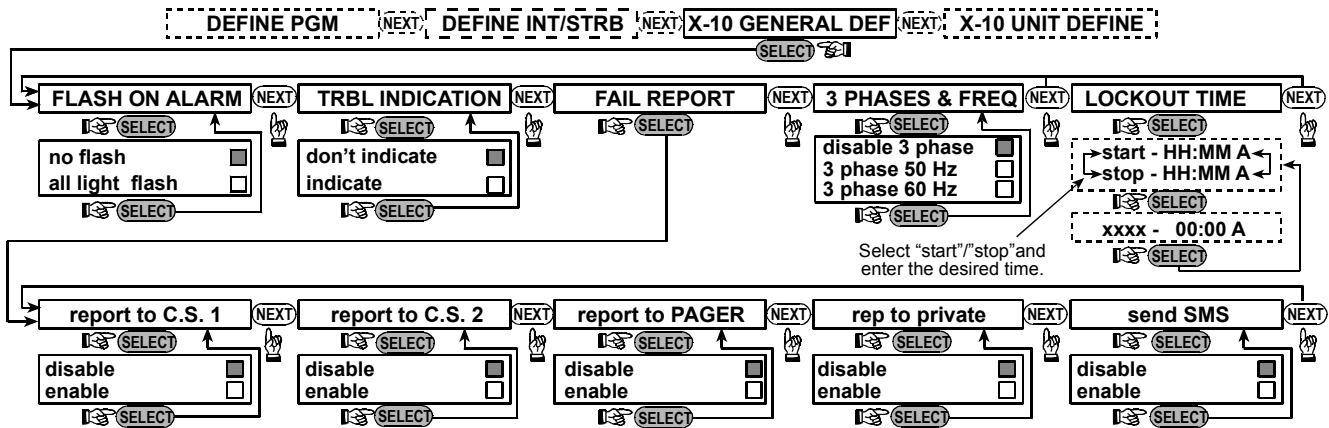 DEFINE PGM NEXT DEFINE INT/STRB NEXT X-10 GENERAL DEF NEXT X-10 UNIT DEFINE
SELECT
FLASH ON ALARM NEXT TRBL INDICATION NEXT FAIL REPORT NEXT 3 PHASES & FREQ NEXT LOCKOUT TIME NEXT
SELECT SELECT SELECT SELECT SELECT
no flash
all light flash
SELECT
don't indicate
indicate
SELECT
disable 3 phase
3 phase 50 Hz
3 phase 60 Hz
SELECT
start - HH:MM A
stop - HH:MM A
SELECT
xxxx - 00:00 A
SELECT
Select “start”/”stop”and
enter the desired time.
report to C.S. 1 NEXT report to C.S. 2 NEXT report to PAGER NEXT rep to private NEXT send SMS NEXT
SELECT SELECT SELECT SELECT SELECT
disable disable disable disable disable
enable enable enable enable enable
SELECT SELECT SELECT SELECT SELECT